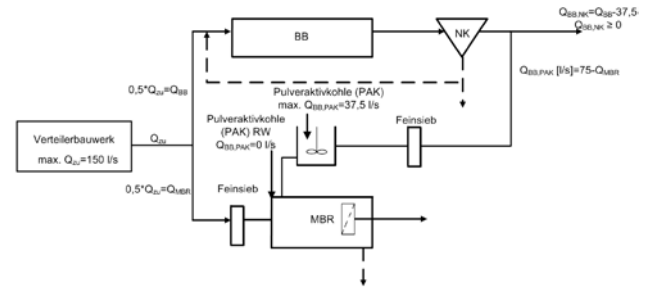 Q_BB,NK=Q_BB-37,5-
Q_BB,NK ≥ 0
BB
NK
Q_BB,PAK [l/s]=75-Q_MBR
0,5*Q_zu=Q_BB
Pulveraktivkohle (PAK)
max. Q_BB,PAK=37,5 l/s
Pulveraktivkohle
(PAK) RW
Q_BB,PAK=0 l/s
Feinsieb
Verteilerbauwerk
max. Q_zu=150 l/s
Q_zu
0,5*Q_zu=Q_MBR
Feinsieb
MBR